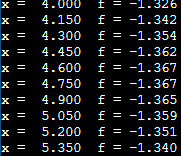 x =  4.000  f = -1.326
x =  4.150  f = -1.342
x =  4.300  f = -1.354
x =  4.450  f = -1.362
x =  4.600  f = -1.367
x =  4.750  f = -1.367
x =  4.900  f = -1.365
x =  5.050  f = -1.359
x =  5.200  f = -1.351
x =  5.350  f = -1.340